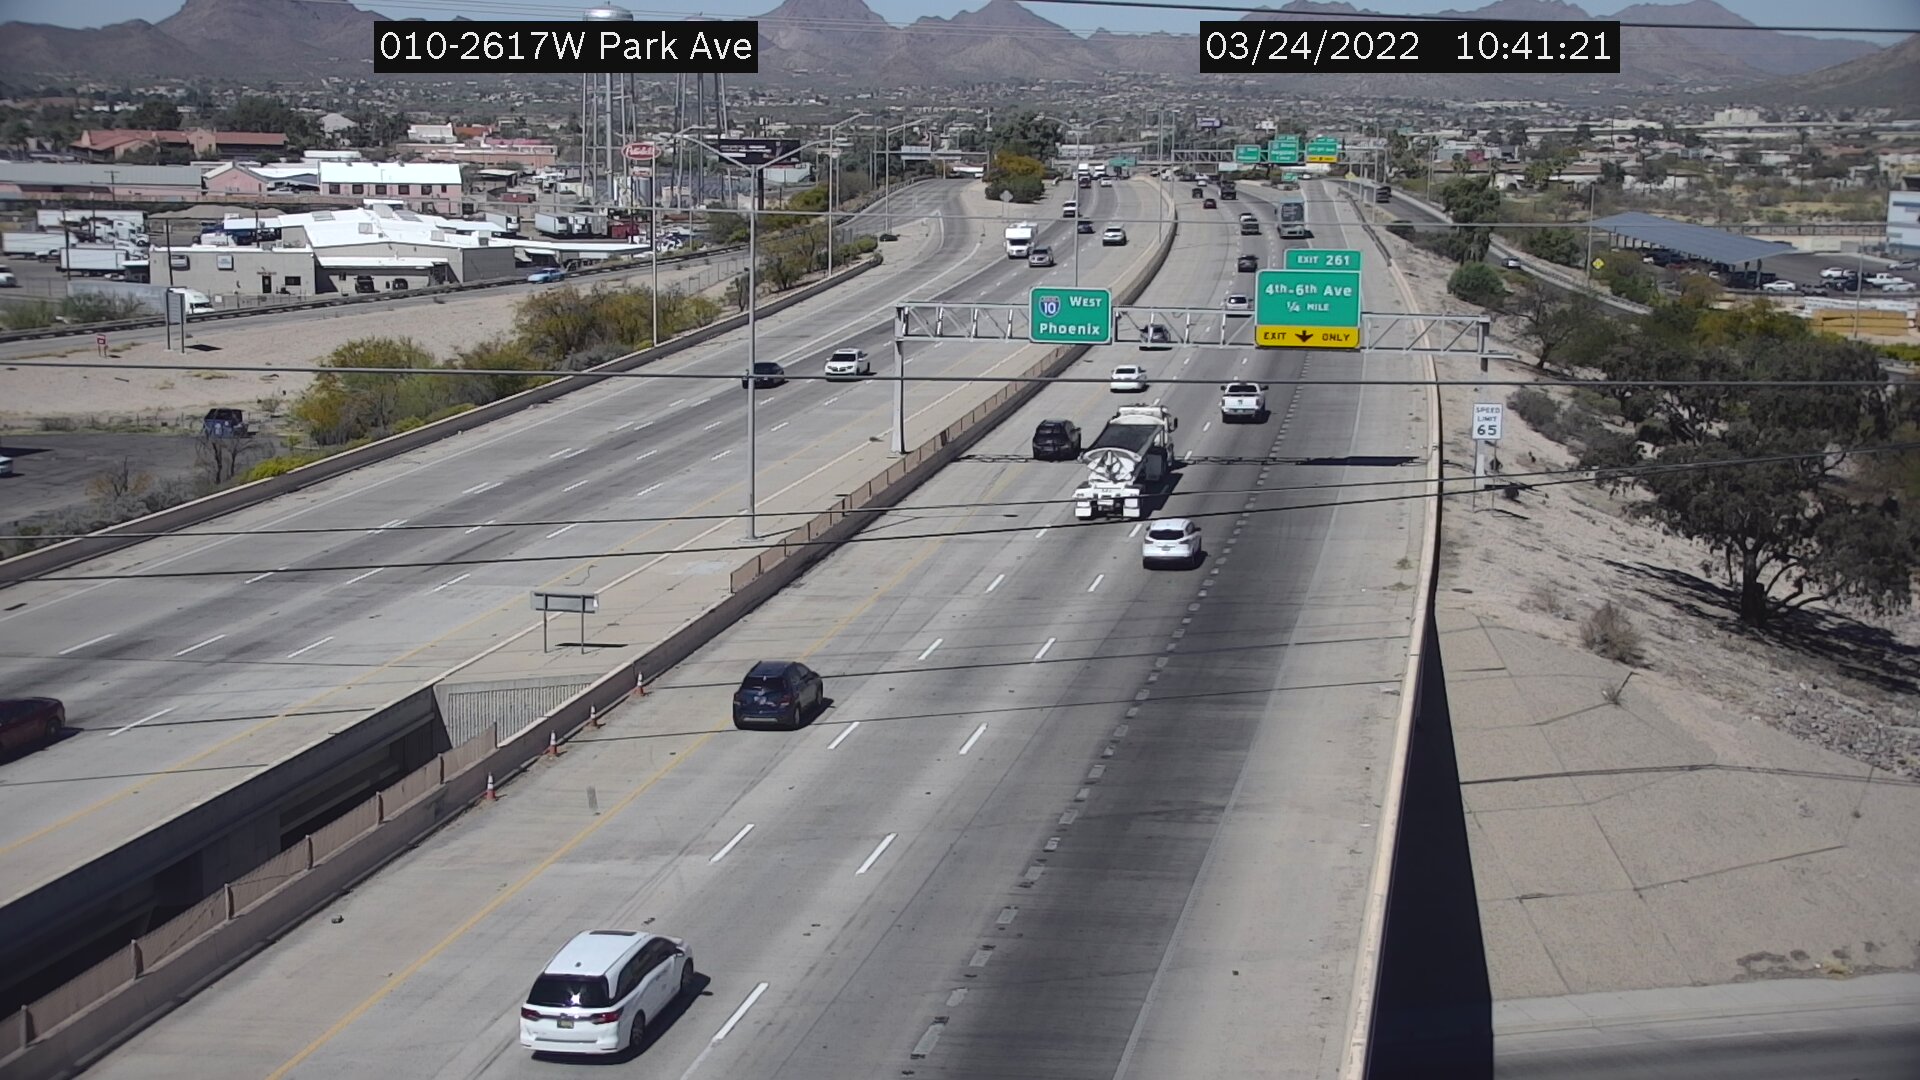 010-2617W Park Ave
03/24/2022 10:41:21
EXIT 261
4th-6th Ave
1/4 MILE
EXIT ONLY
10 WEST
Phoenix
SPEED
LIMIT
65